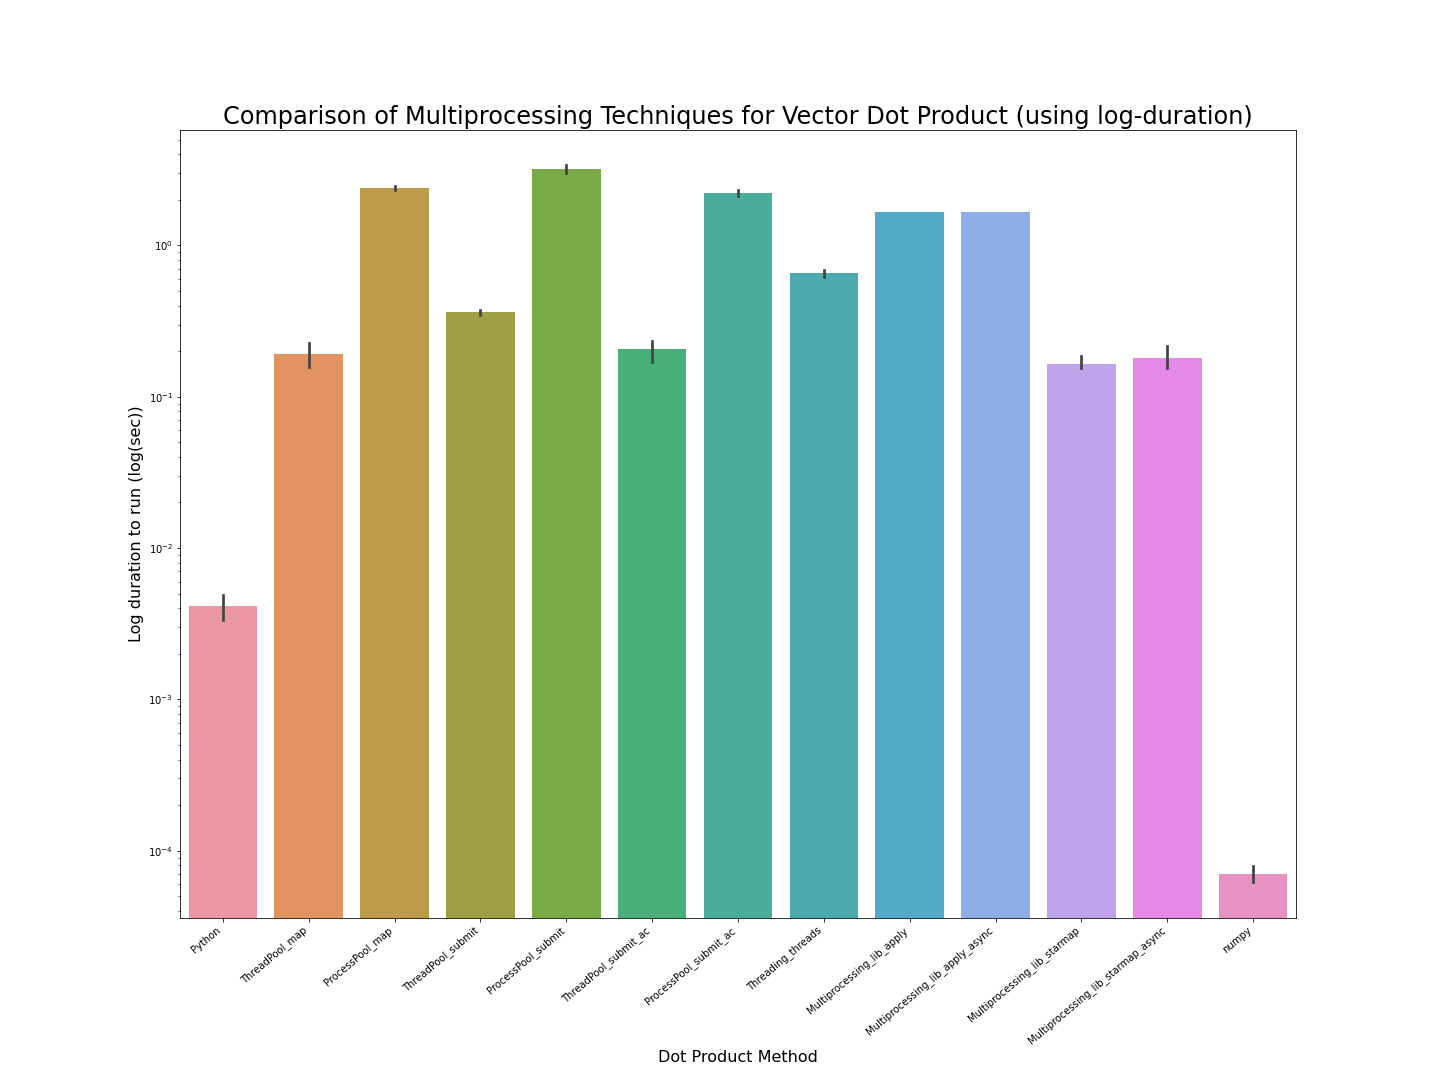 Comparison of Multiprocessing Techniques for Vector Dot Product (using log-duration)
Log duration to run (log(sec))
10⁰
10⁻¹
10⁻²
10⁻³
10⁻⁴
Python
ThreadPool_map
ProcessPool_map
ThreadPool_submit
ProcessPool_submit
ThreadPool_submit_ac
ProcessPool_submit_ac
Threading_threads
Multiprocessing_lib_apply
Multiprocessing_lib_apply_async
Multiprocessing_lib_starmap
Multiprocessing_lib_starmap_async
numpy
Dot Product Method